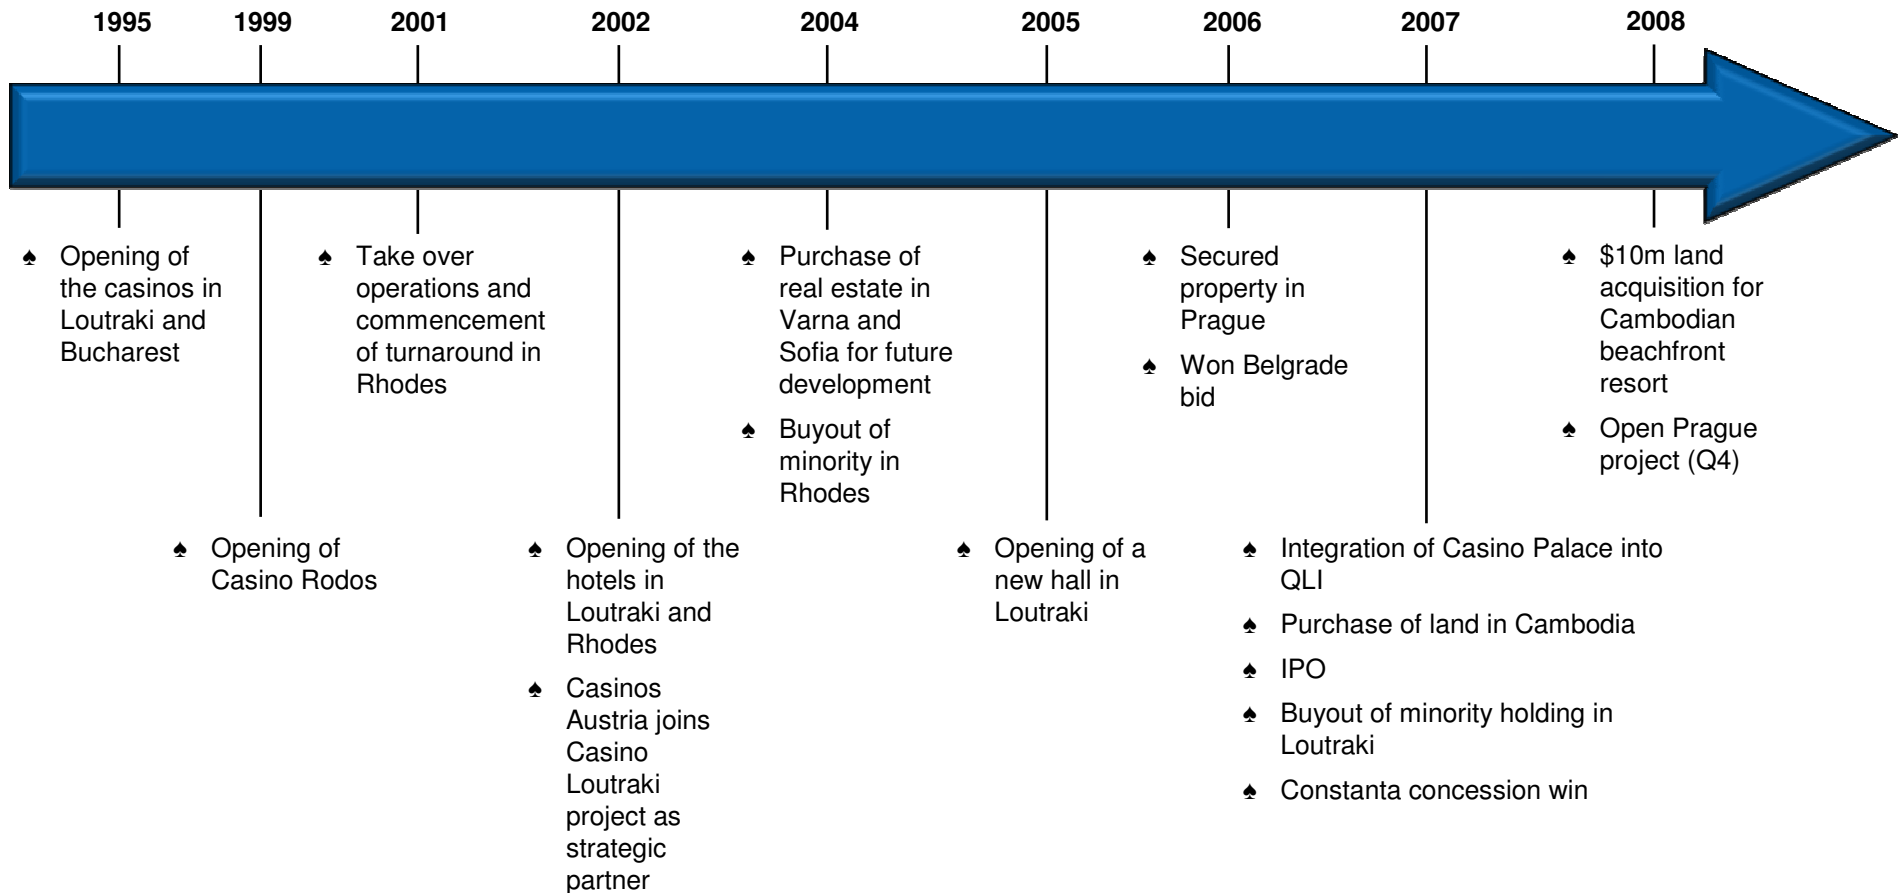 1995 1999 2001 2002 2004 2005 2006 2007 2008
♠ Opening of
the casinos in
Loutraki and
Bucharest
♠ Opening of
Casino Rodos
♠ Take over
operations and
commencement
of turnaround in
Rhodes
♠ Opening of the
hotels in
Loutraki and
Rhodes
♠ Casinos
Austria joins
Casino
Loutraki
project as
strategic
partner
♠ Purchase of
real estate in
Varna and
Sofia for future
development
♠ Buyout of
minority in
Rhodes
♠ Opening of a
new hall in
Loutraki
♠ Secured
property in
Prague
♠ Won Belgrade
bid
♠ Integration of Casino Palace into
QLI
♠ Purchase of land in Cambodia
♠ IPO
♠ Buyout of minority holding in
Loutraki
♠ Constanta concession win
♠ $10m land
acquisition for
Cambodian
beachfront
resort
♠ Open Prague
project (Q4)